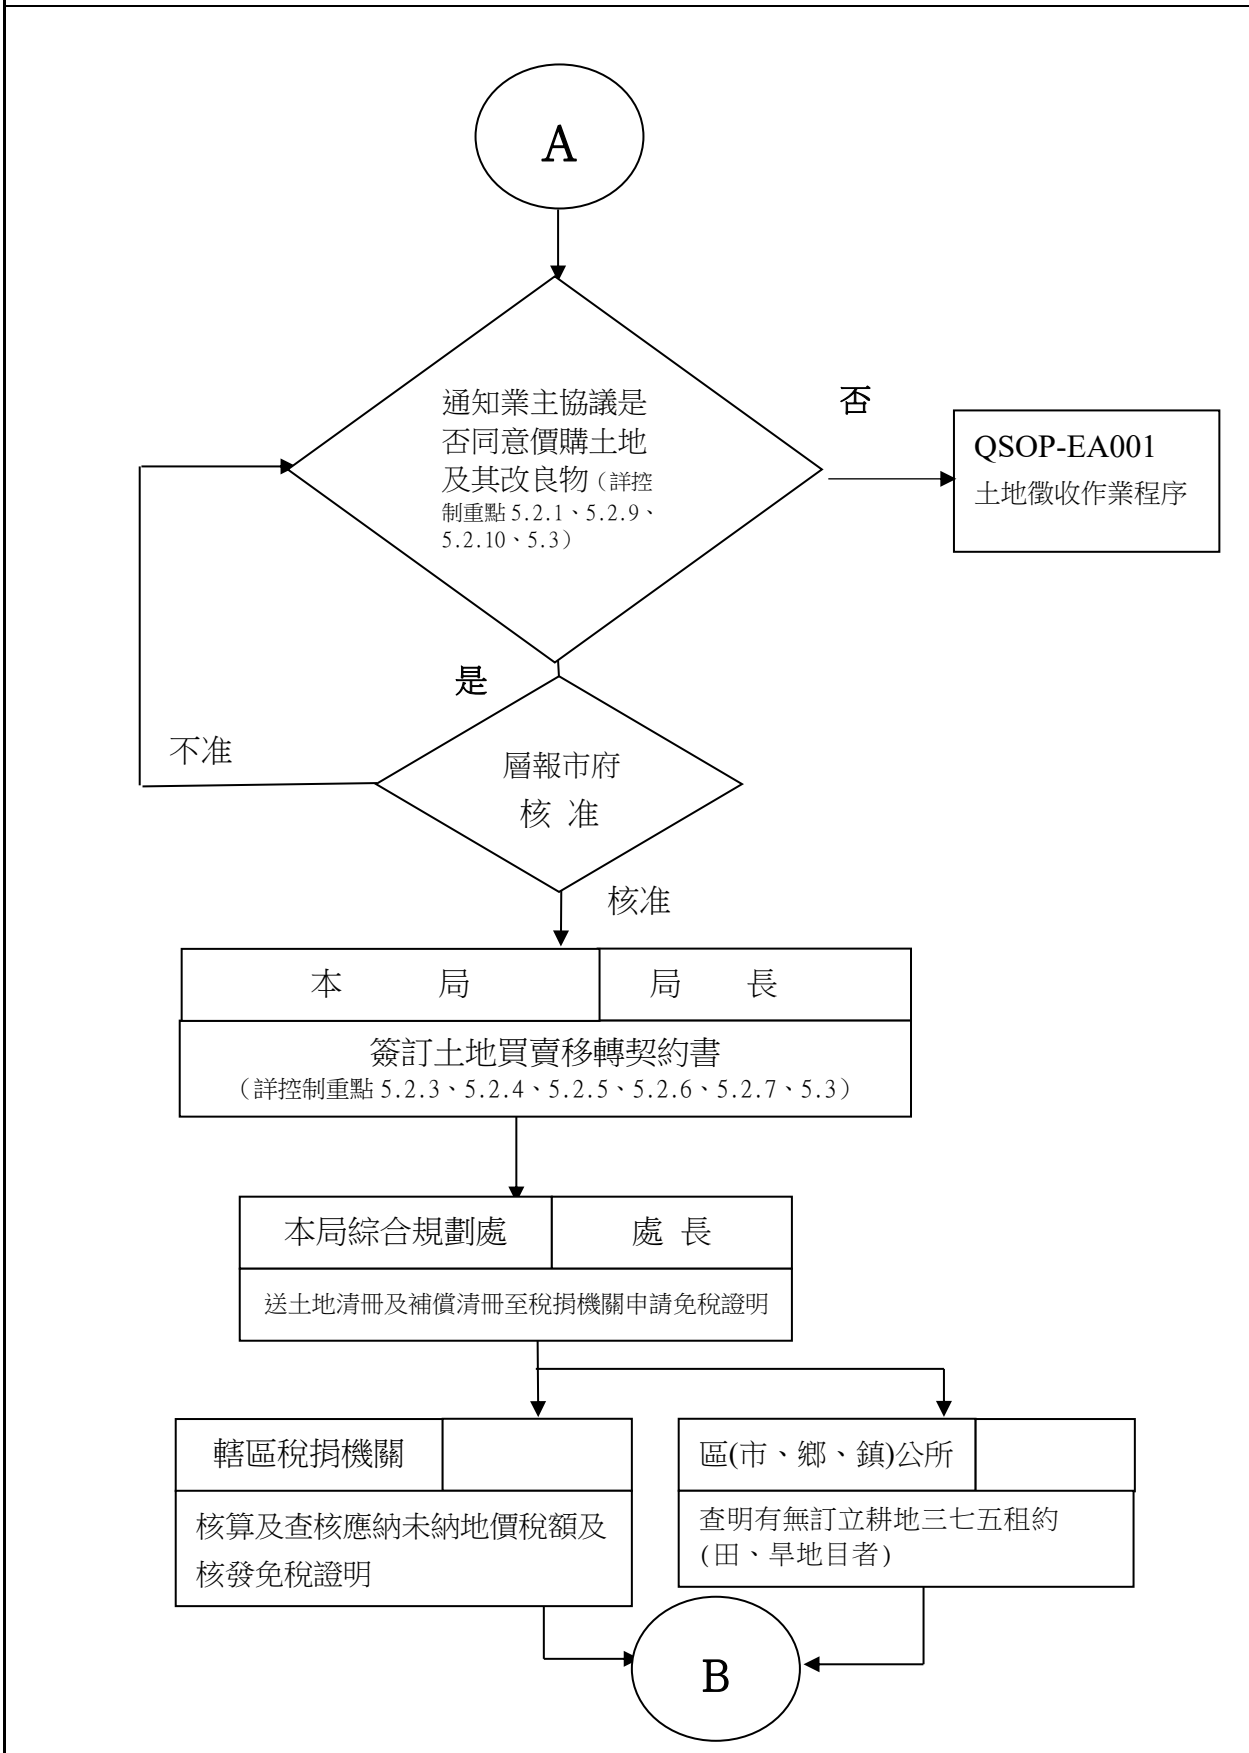 A
通知業主協議是
否同意價購土地
及其改良物（詳控
制重點 5.2.1、5.2.9、
5.2.10、5.3）
否
QSOP-EA001
土地徵收作業程序
是
不准
層報市府
核 准
核准
本 局 局 長
簽訂土地買賣移轉契約書
（詳控制重點 5.2.3、5.2.4、5.2.5、5.2.6、5.2.7、5.3）
本局綜合規劃處 處 長
送土地清冊及補償清冊至稅捐機關申請免稅證明
轄區稅捐機關
核算及查核應納未納地價稅額及
核發免稅證明
區(市、鄉、鎮)公所
查明有無訂立耕地三七五租約
(田、旱地目者)
B